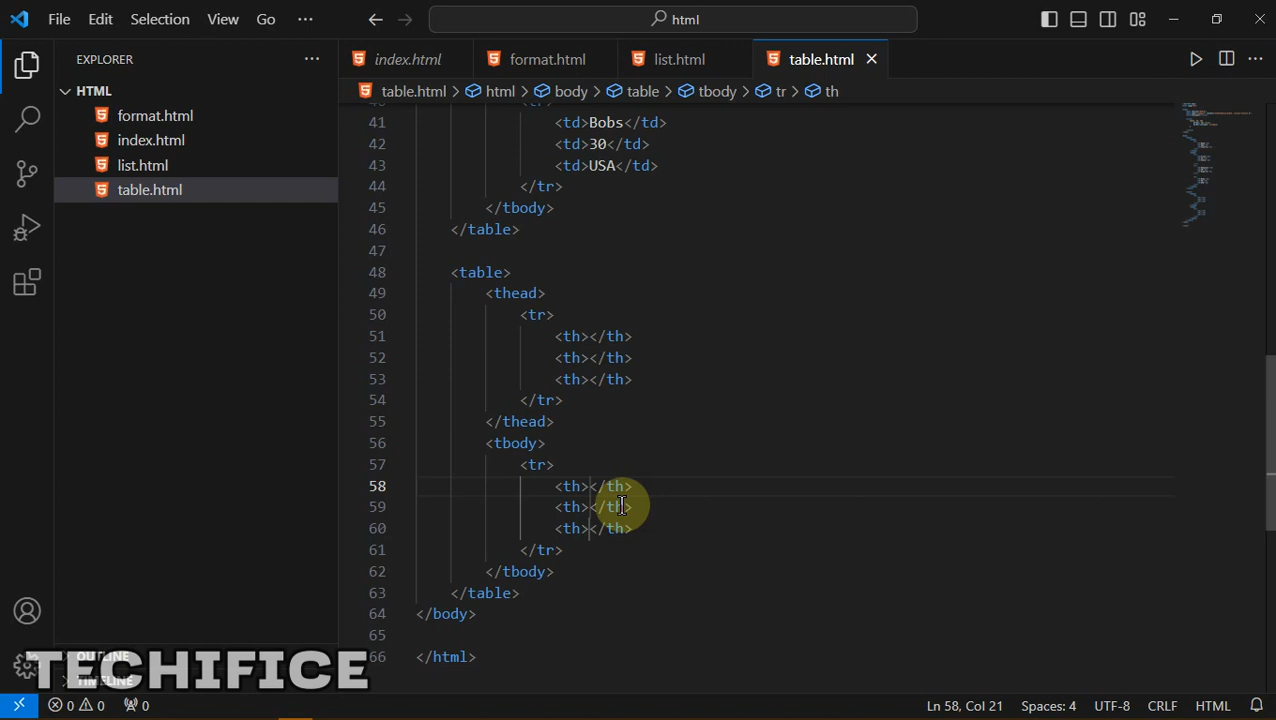 File Edit Selection View Go ··· html
EXPLORER ···
index.html format.html list.html table.html
table.html > html > body > table > tbody > tr > th
HTML
format.html
index.html
list.html
table.html
41 <td>Bobs</td>
42 <td>30</td>
43 <td>USA</td>
44 </tr>
45 </tbody>
46 </table>
47
48 <table>
49 <thead>
50 <tr>
51 <th></th>
52 <th></th>
53 <th></th>
54 </tr>
55 </thead>
56 <tbody>
57 <tr>
58 <th></th>
59 <th></th>
60 <th></th>
61 </tr>
62 </tbody>
63 </table>
64 </body>
65
66 </html>
OUTLINE
TIMELINE
TECHIFICE
0 0 0 Ln 58, Col 21 Spaces: 4 UTF-8 CRLF HTML